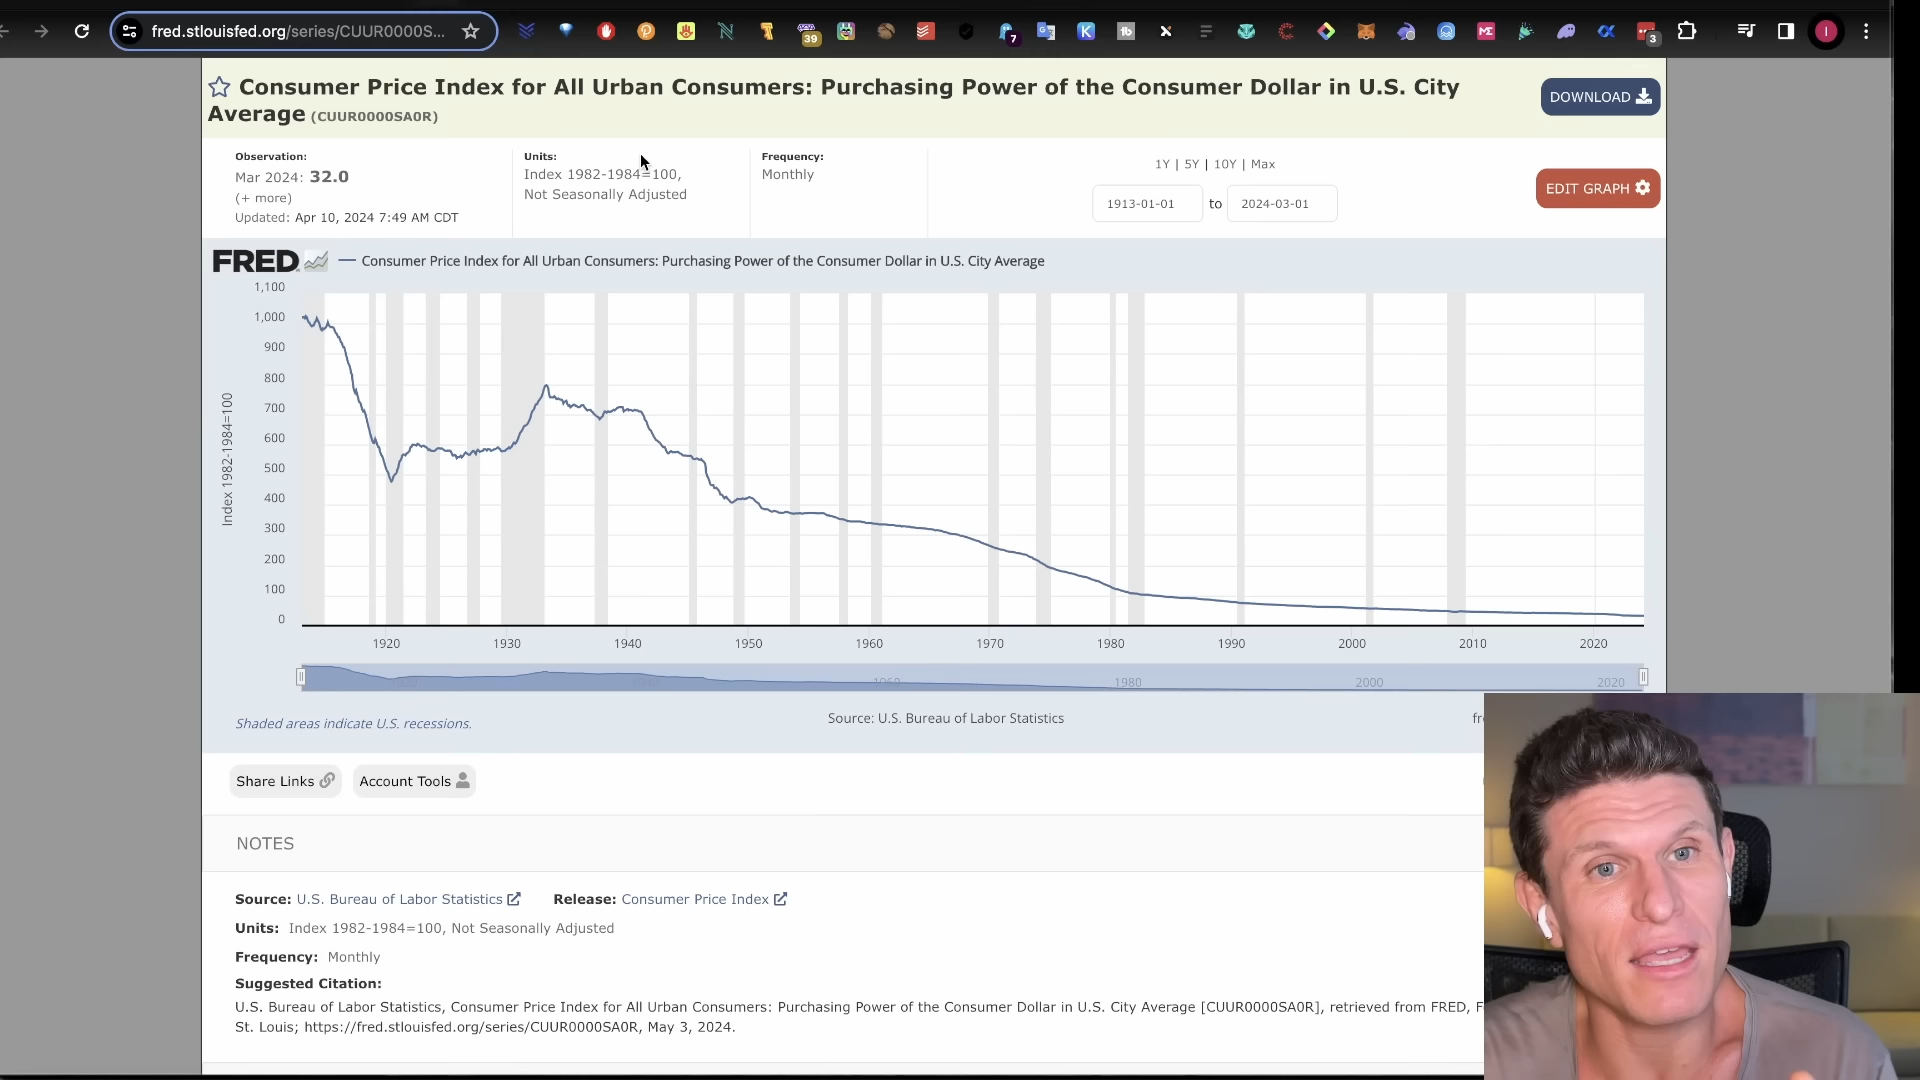 fred.stlouisfed.org/series/CUUR0000S...
39
7
3
I
Consumer Price Index for All Urban Consumers: Purchasing Power of the Consumer Dollar in U.S. City
Average (CUUR0000SA0R)
DOWNLOAD
Observation:
Mar 2024: 32.0
(+ more)
Updated: Apr 10, 2024 7:49 AM CDT
Units:
Index 1982-1984=100,
Not Seasonally Adjusted
Frequency:
Monthly
1Y | 5Y | 10Y | Max
1913-01-01 to 2024-03-01
EDIT GRAPH
FRED
Consumer Price Index for All Urban Consumers: Purchasing Power of the Consumer Dollar in U.S. City Average
Index 1982-1984=100
1,100
1,000
900
800
700
600
500
400
300
200
100
0
1920 1930 1940 1950 1960 1970 1980 1990 2000 2010 2020
1960 1980 2000 2020
Shaded areas indicate U.S. recessions.
Source: U.S. Bureau of Labor Statistics
Share Links
Account Tools
NOTES
Source: U.S. Bureau of Labor Statistics Release: Consumer Price Index
Units: Index 1982-1984=100, Not Seasonally Adjusted
Frequency: Monthly
Suggested Citation:
U.S. Bureau of Labor Statistics, Consumer Price Index for All Urban Consumers: Purchasing Power of the Consumer Dollar in U.S. City Average [CUUR0000SA0R], retrieved from FRED,
St. Louis; https://fred.stlouisfed.org/series/CUUR0000SA0R, May 3, 2024.